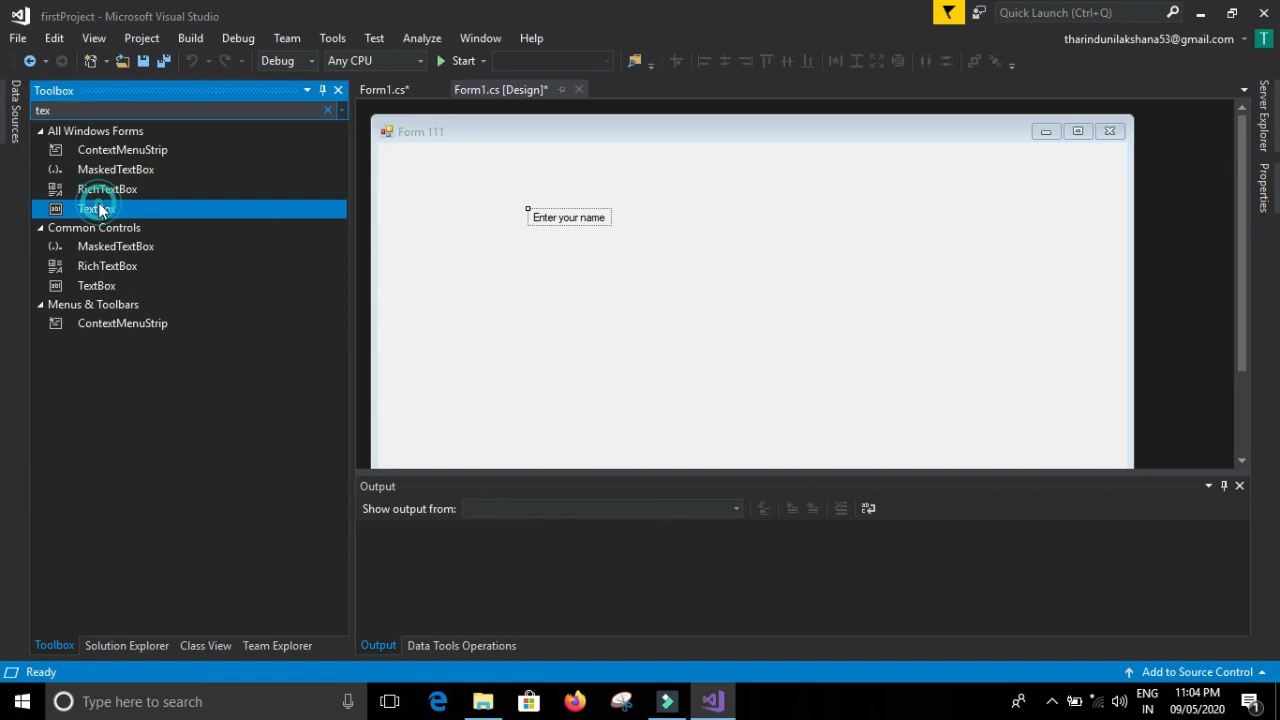 firstProject - Microsoft Visual Studio
Quick Launch (Ctrl+Q)
File Edit View Project Build Debug Team Tools Test Analyze Window Help
tharindunilakshana53@gmail.com T
Debug Any CPU Start
Data Sources
Toolbox
tex
All Windows Forms
ContextMenuStrip
MaskedTextBox
RichTextBox
TextBox
Common Controls
MaskedTextBox
RichTextBox
TextBox
Menus & Toolbars
ContextMenuStrip
Form1.cs* Form1.cs [Design]*
Form 111
Enter your name
Server Explorer
Properties
Output
Show output from:
Toolbox Solution Explorer Class View Team Explorer
Output Data Tools Operations
Ready
Add to Source Control
Type here to search
ENG
IN
11:04 PM
09/05/2020
1